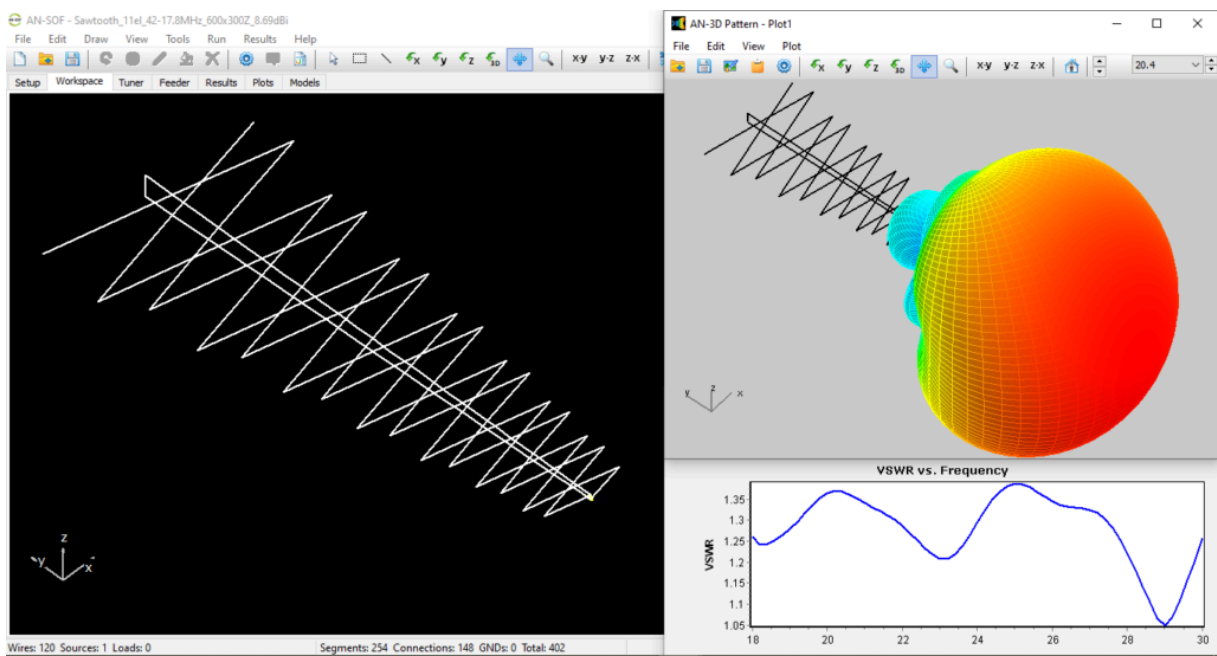 AN-SOF - Sawtooth_11el_42-17.8MHz_600x300Z_8.69dBi
File Edit Draw View Tools Run Results Help
x y z 3D x-y y-z z-x
Setup Workspace Tuner Feeder Results Plots Models
z
y
x
Wires: 120 Sources: 1 Loads: 0 Segments: 254 Connections: 148 GNDs: 0 Total: 402
AN-3D Pattern - Plot1
File Edit View Plot
x y z 3D x-y y-z z-x 20.4
y z x
VSWR vs. Frequency
VSWR
1.35
1.3
1.25
1.2
1.15
1.1
1.05
18 20 22 24 26 28 30